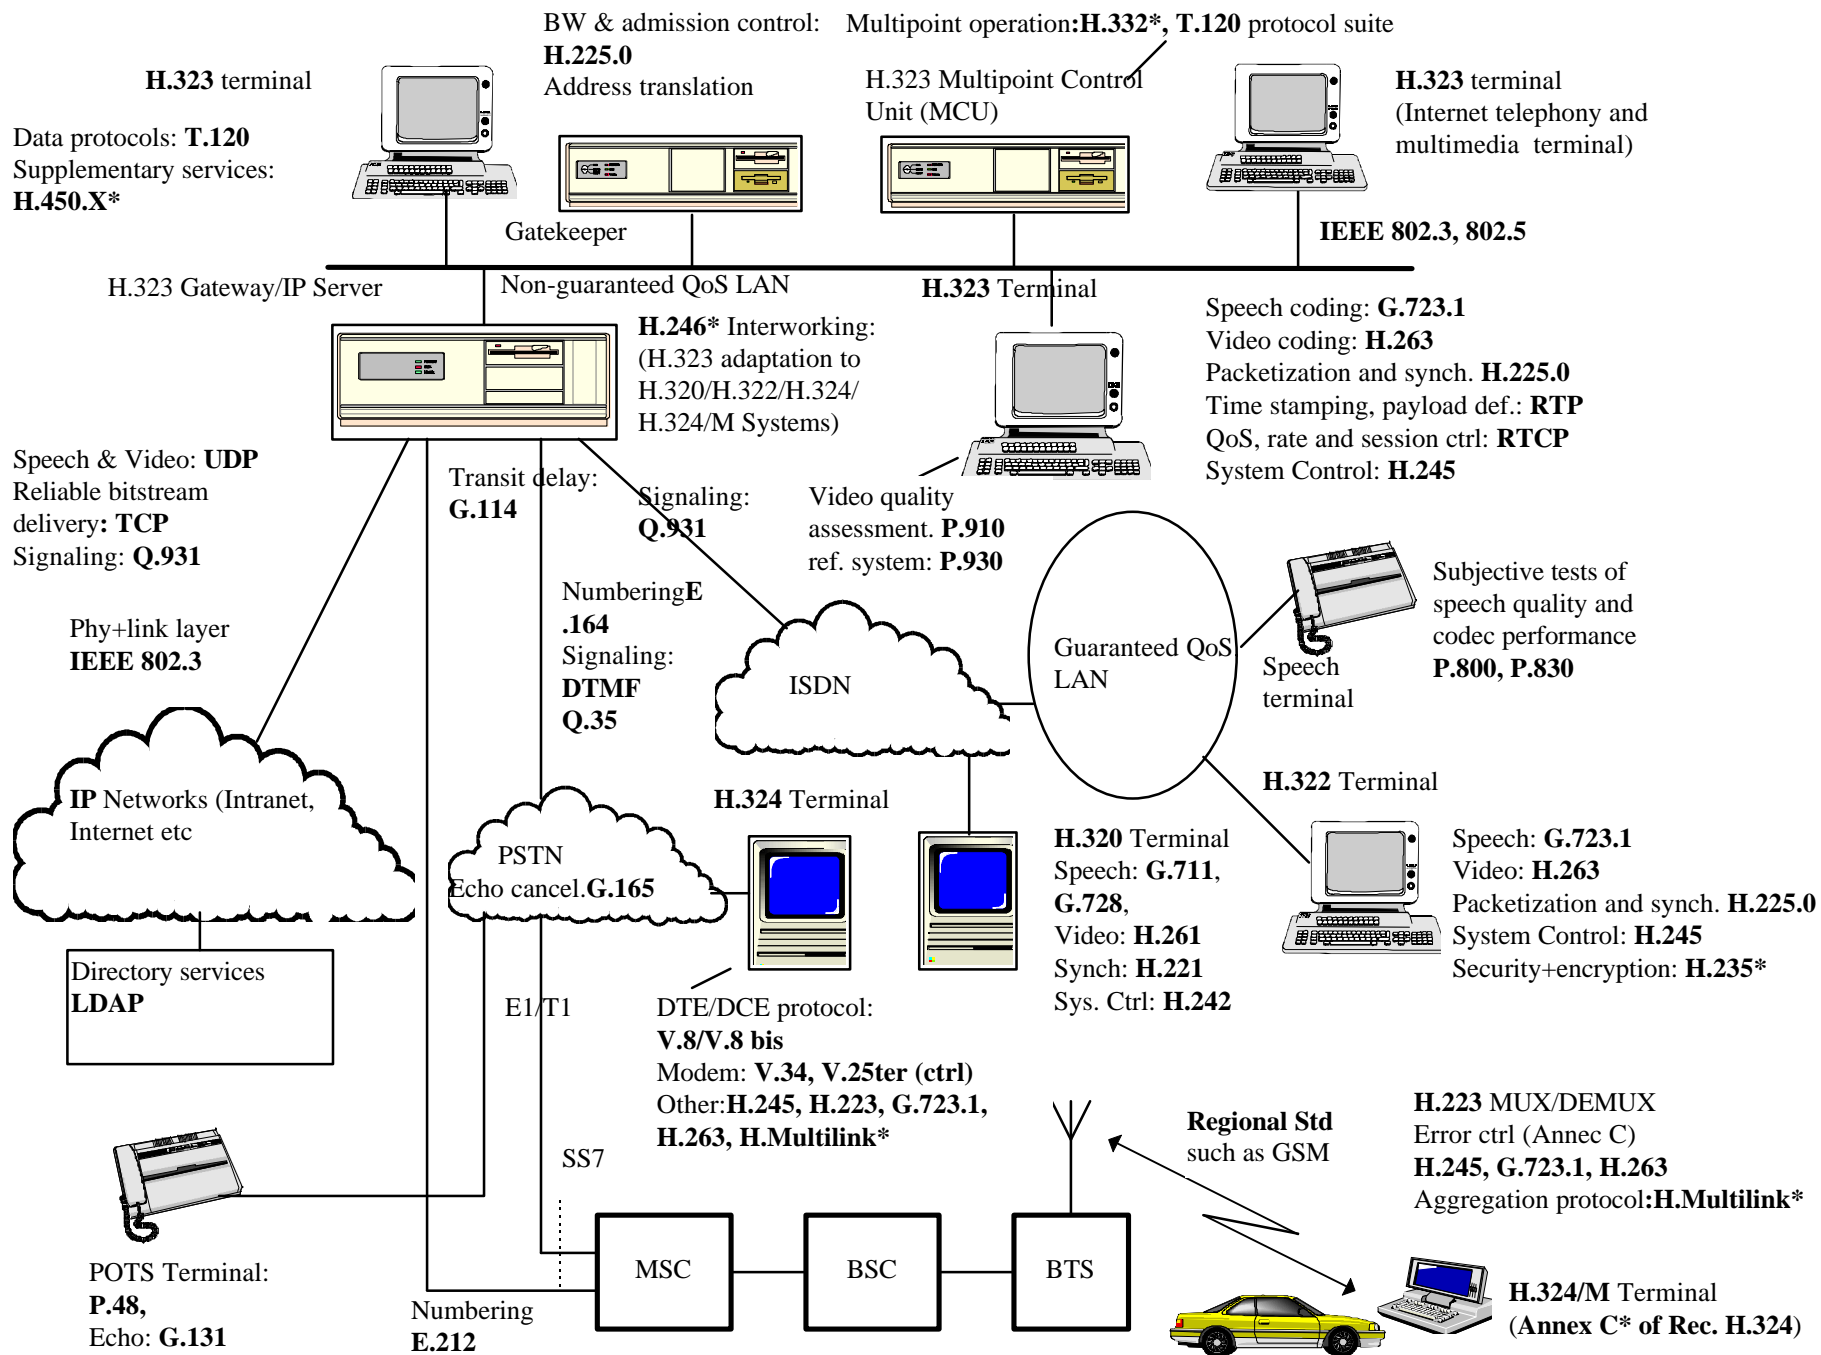 BW & admission control:
H.225.0
Address translation
Multipoint operation:H.332*, T.120 protocol suite
H.323 terminal
H.323 Multipoint Control
Unit (MCU)
H.323 terminal
(Internet telephony and
multimedia terminal)
Data protocols: T.120
Supplementary services:
H.450.X*
Gatekeeper
IEEE 802.3, 802.5
H.323 Gateway/IP Server
Non-guaranteed QoS LAN
H.323 Terminal
H.246* Interworking:
(H.323 adaptation to
H.320/H.322/H.324/
H.324/M Systems)
Speech coding: G.723.1
Video coding: H.263
Packetization and synch. H.225.0
Time stamping, payload def.: RTP
QoS, rate and session ctrl: RTCP
System Control: H.245
Speech & Video: UDP
Reliable bitstream
delivery: TCP
Signaling: Q.931
Transit delay:
G.114
Signaling:
Q.931
Video quality
assessment. P.910
ref. system: P.930
Numbering E
.164
Signaling:
DTMF
Q.35
Phy+link layer
IEEE 802.3
ISDN
Guaranteed QoS
LAN
Speech
terminal
Subjective tests of
speech quality and
codec performance
P.800, P.830
IP Networks (Intranet,
Internet etc
H.324 Terminal
H.322 Terminal
PSTN
Echo cancel.G.165
H.320 Terminal
Speech: G.711,
G.728,
Video: H.261
Synch: H.221
Sys. Ctrl: H.242
Speech: G.723.1
Video: H.263
Packetization and synch. H.225.0
System Control: H.245
Security+encryption: H.235*
Directory services
LDAP
E1/T1
DTE/DCE protocol:
V.8/V.8 bis
Modem: V.34, V.25ter (ctrl)
Other:H.245, H.223, G.723.1,
H.263, H.Multilink*
SS7
Regional Std
such as GSM
H.223 MUX/DEMUX
Error ctrl (Annec C)
H.245, G.723.1, H.263
Aggregation protocol:H.Multilink*
MSC
BSC
BTS
POTS Terminal:
P.48,
Echo: G.131
Numbering
E.212
H.324/M Terminal
(Annex C* of Rec. H.324)